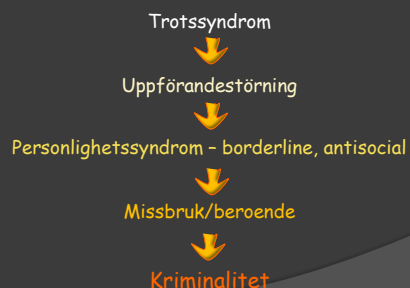 Trotssyndrom
Uppförandestörning
Personlighetssyndrom – borderline, antisocial
Missbruk/beroende
Kriminalitet